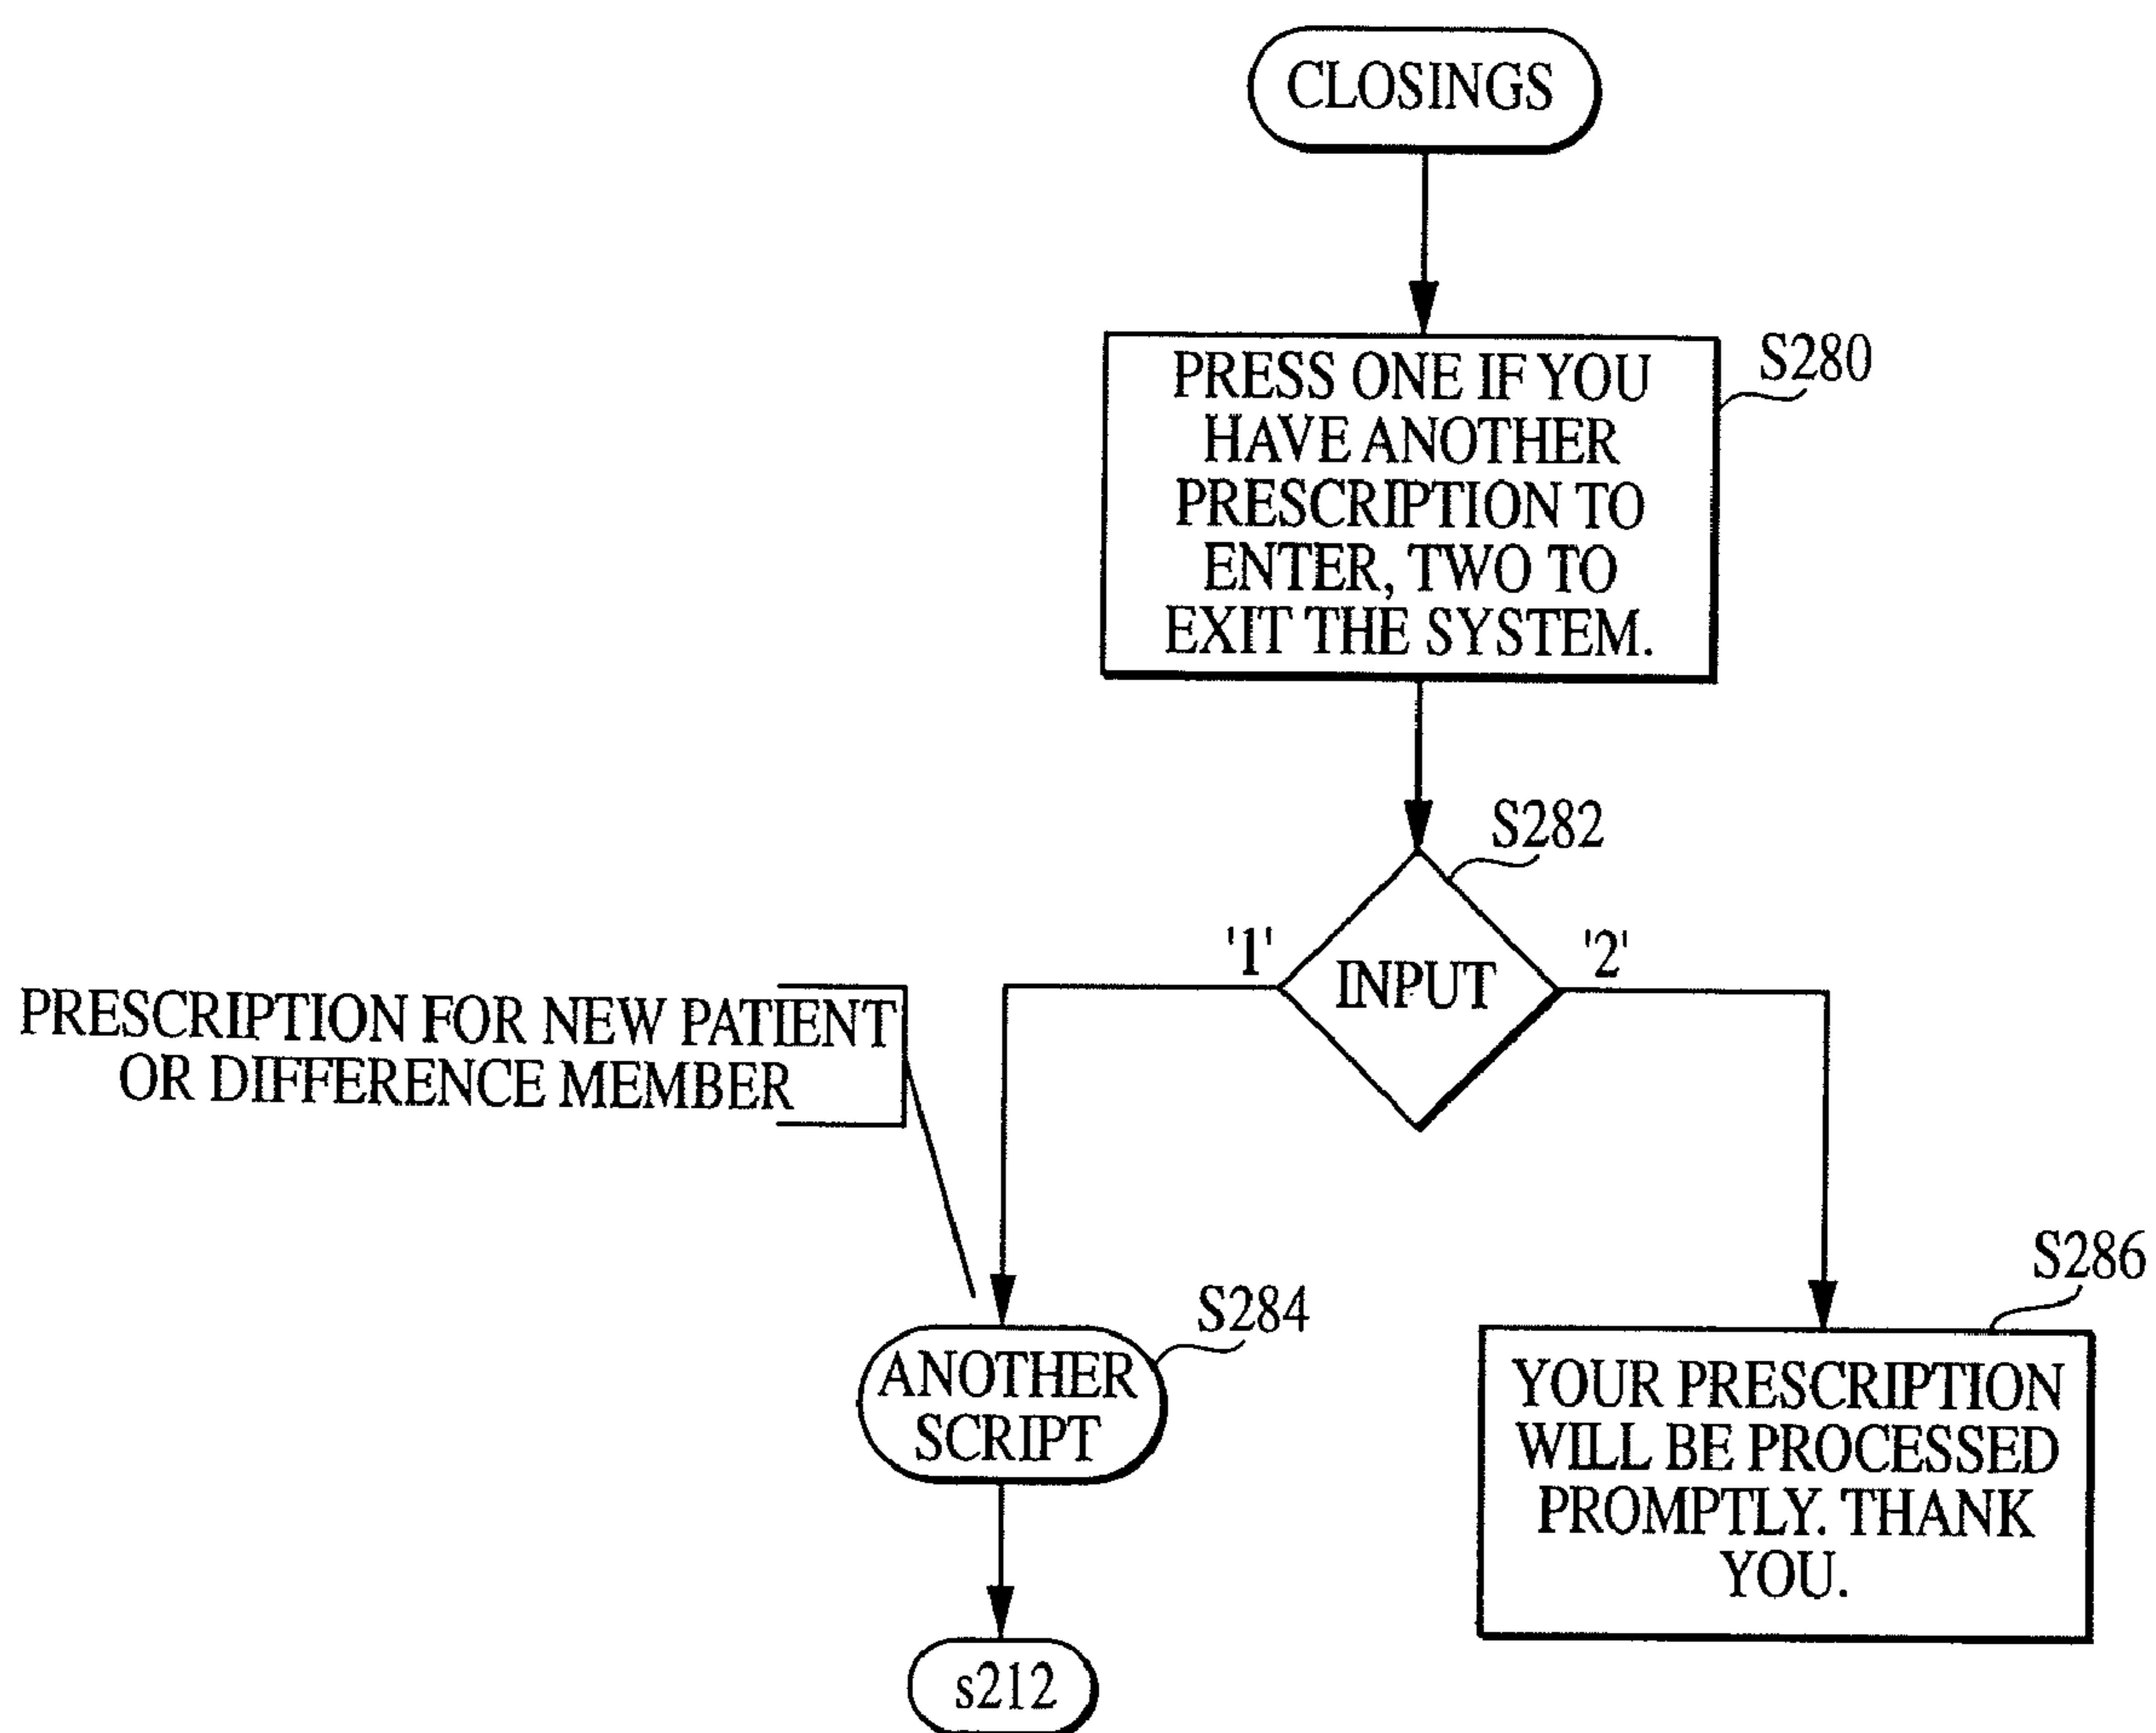 CLOSINGS
PRESS ONE IF YOU
HAVE ANOTHER
PRESCRIPTION TO
ENTER, TWO TO
EXIT THE SYSTEM.
S280
S282
'1'
INPUT
'2'
PRESCRIPTION FOR NEW PATIENT
OR DIFFERENCE MEMBER
S284
ANOTHER
SCRIPT
S286
YOUR PRESCRIPTION
WILL BE PROCESSED
PROMPTLY. THANK
YOU.
s212